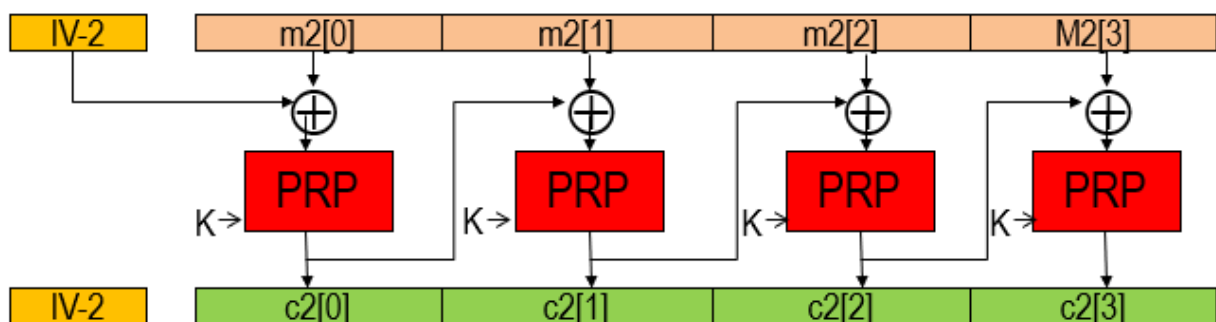 IV-2 m2[0] m2[1] m2[2] M2[3]
PRP PRP PRP PRP
K K K K
IV-2 c2[0] c2[1] c2[2] c2[3]